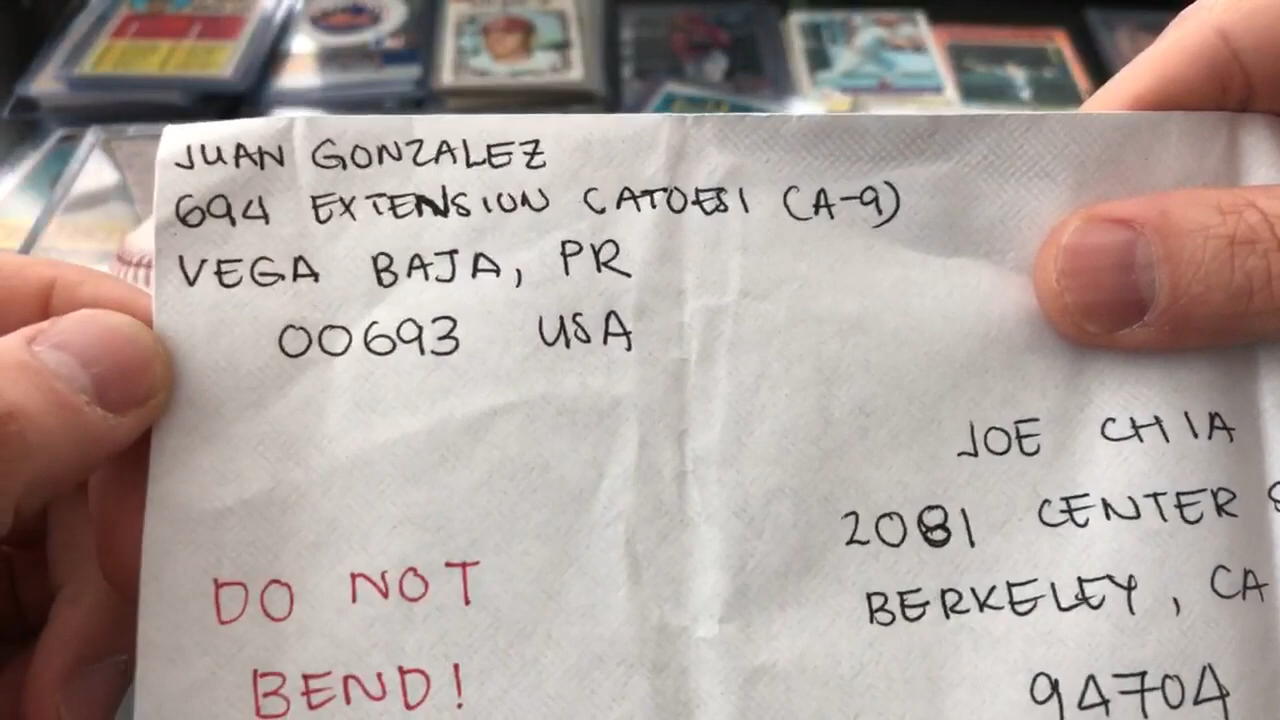 JUAN GONZALEZ
694 EXTENSION CATOESI (A-9)
VEGA BAJA, PR
00693 USA
JOE CHIA
2081 CENTER
BERKELEY, CA
94704
DO NOT
BEND!